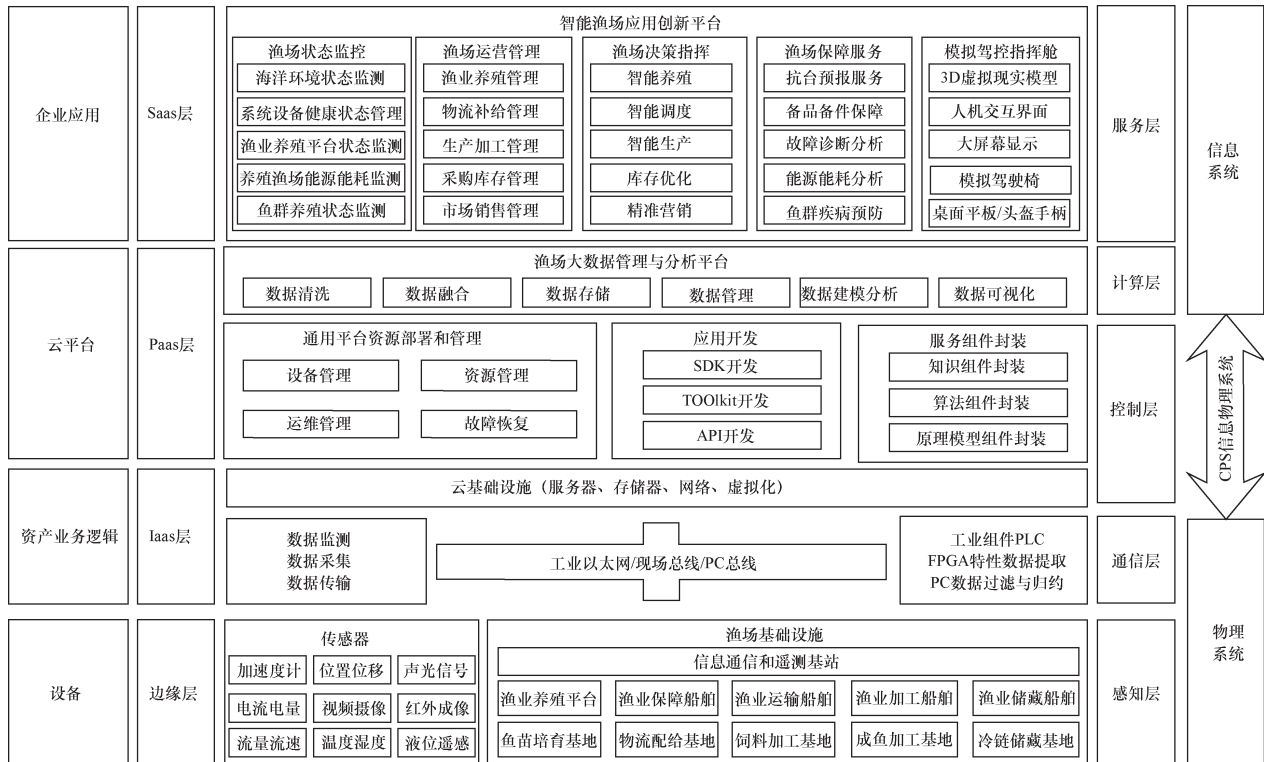 企业应用
Saas层
智能渔场应用创新平台
渔场状态监控
海洋环境状态监测
系统设备健康状态管理
渔业养殖平台状态监测
养殖渔场能源能耗监测
鱼群养殖状态监测
渔场运营管理
渔业养殖管理
物流补给管理
生产加工管理
采购库存管理
市场销售管理
渔场决策指挥
智能养殖
智能调度
智能生产
库存优化
精准营销
渔场保障服务
抗台预报服务
备品备件保障
故障诊断分析
能源能耗分析
鱼群疾病预防
模拟驾控指挥舱
3D虚拟现实模型
人机交互界面
大屏幕显示
模拟驾驶椅
桌面平板/头盔手柄
服务层
信息
系统
云平台
Paas层
渔场大数据管理与分析平台
数据清洗
数据融合
数据存储
数据管理
数据建模分析
数据可视化
计算层
通用平台资源部署和管理
设备管理
资源管理
运维管理
故障恢复
应用开发
SDK开发
TOOlkit开发
API开发
服务组件封装
知识组件封装
算法组件封装
原理模型组件封装
控制层
CPS信息物理系统
资产业务逻辑
Iaas层
云基础设施（服务器、存储器、网络、虚拟化）
数据监测
数据采集
数据传输
工业以太网/现场总线/PC总线
工业组件PLC
FPGA特性数据提取
PC数据过滤与归约
通信层
物理
系统
设备
边缘层
传感器
加速度计
位置位移
声光信号
电流电量
视频摄像
红外成像
流量流速
温度湿度
液位遥感
渔场基础设施
信息通信和遥测基站
渔业养殖平台
渔业保障船舶
渔业运输船舶
渔业加工船舶
渔业储藏船舶
鱼苗培育基地
物流配给基地
饲料加工基地
成鱼加工基地
冷链储藏基地
感知层